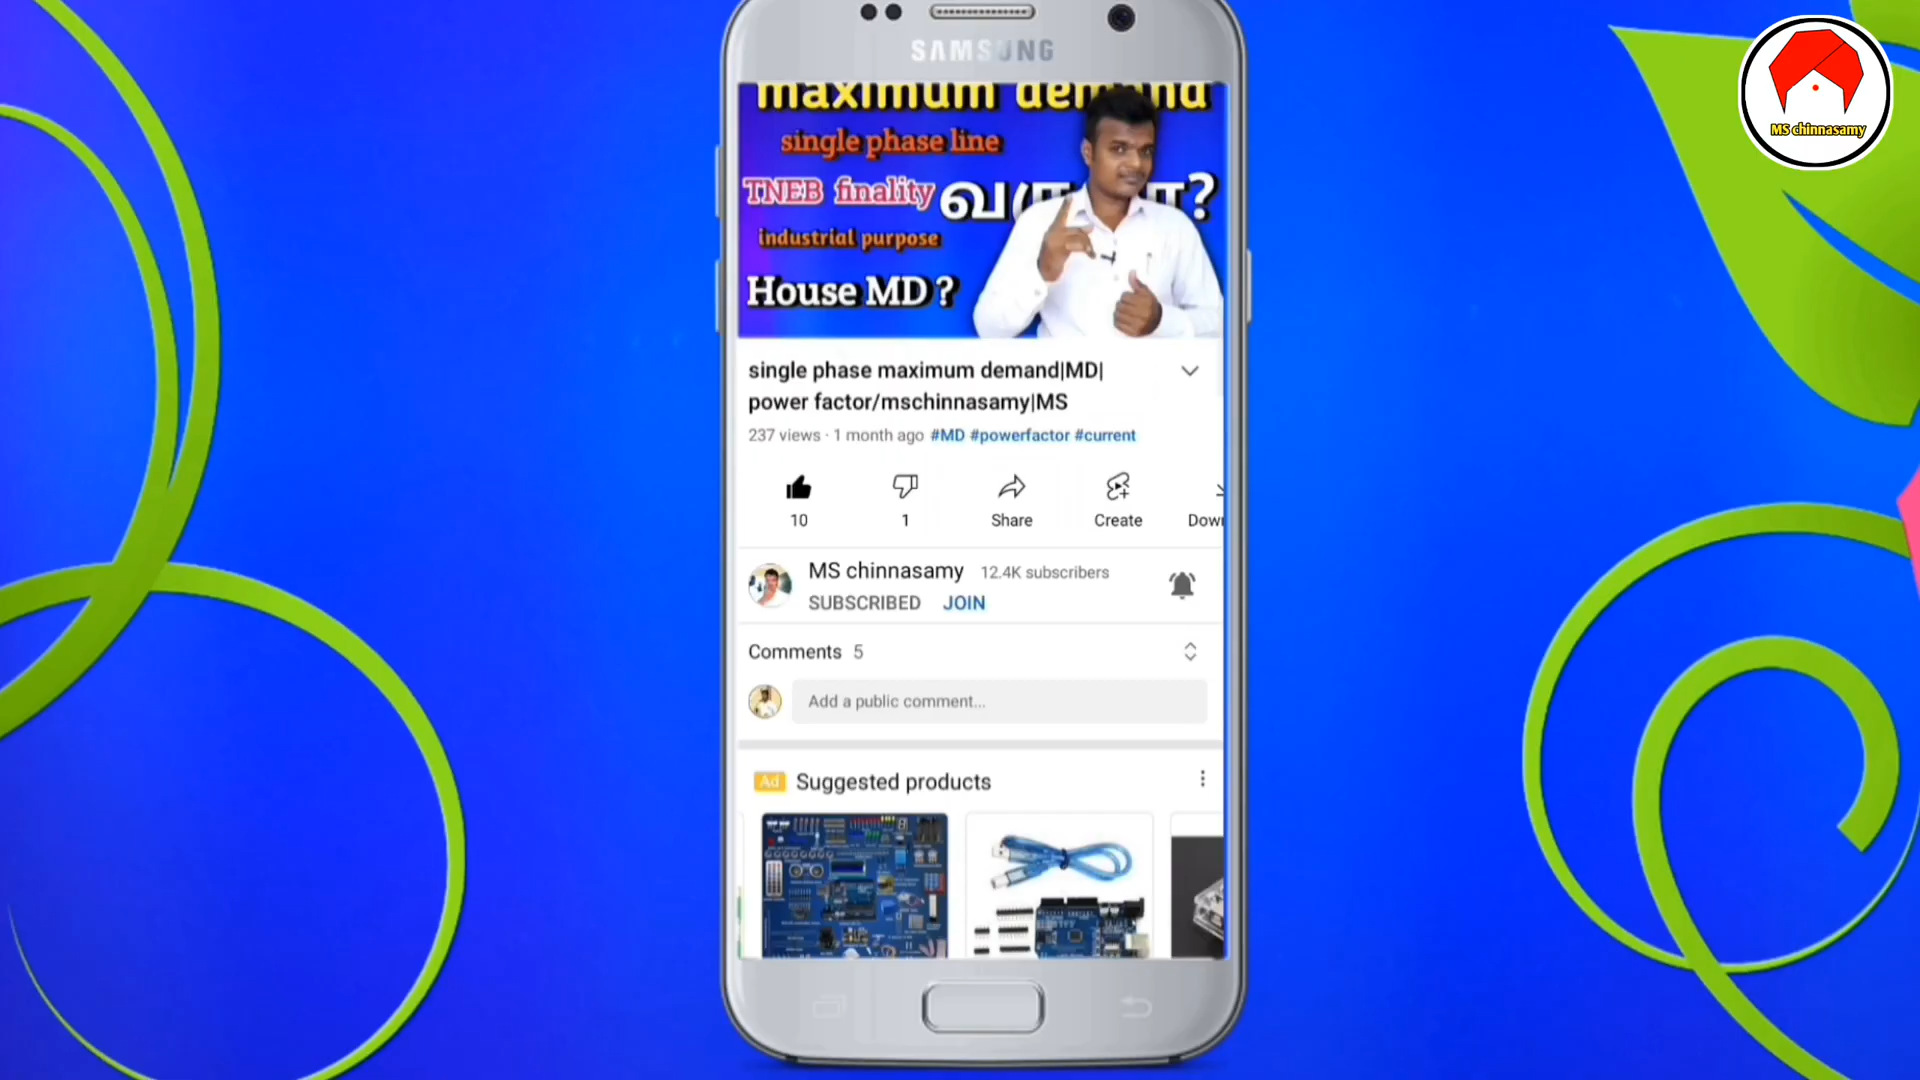 SAMSUNG
maximum demand
single phase line
TNEB finality
industrial purpose
House MD ?
single phase maximum demand|MD|
power factor/mschinnasamy|MS
237 views · 1 month ago #MD #powerfactor #current
10
1
Share
Create
MS chinnasamy 12.4K subscribers
SUBSCRIBED JOIN
Comments 5
Add a public comment...
Ad Suggested products
MS chinnasamy